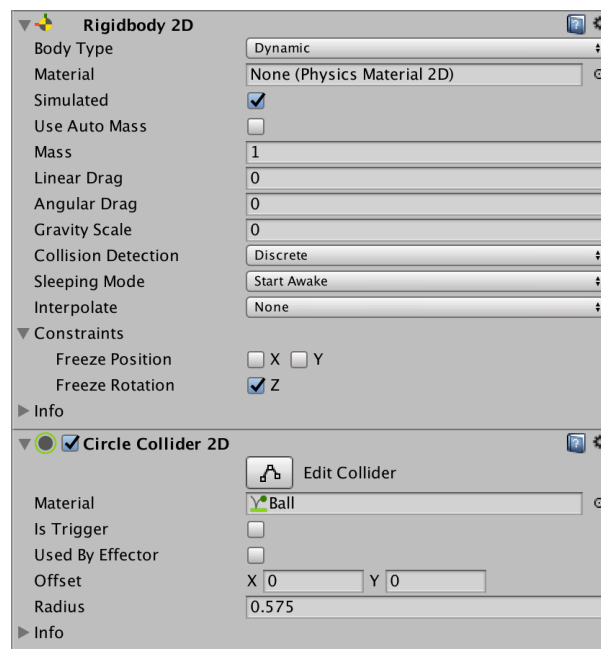 Rigidbody 2D
Body Type Dynamic
Material None (Physics Material 2D)
Simulated
Use Auto Mass
Mass 1
Linear Drag 0
Angular Drag 0
Gravity Scale 0
Collision Detection Discrete
Sleeping Mode Start Awake
Interpolate None
Constraints
Freeze Position X Y
Freeze Rotation Z
Info
Circle Collider 2D
Edit Collider
Material Ball
Is Trigger
Used By Effector
Offset X 0 Y 0
Radius 0.575
Info